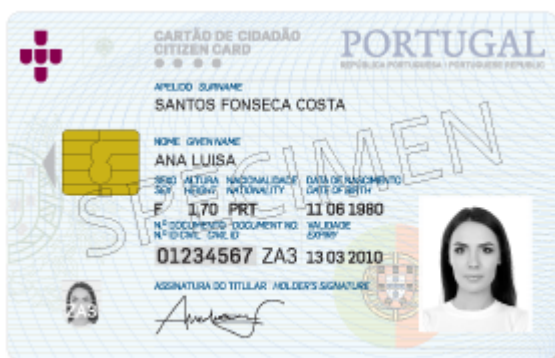 CARTÃO DE CIDADÃO
CITIZEN CARD
PORTUGAL
REPÚBLICA PORTUGUESA / PORTUGUESE REPUBLIC
APELIDO SURNAME
SANTOS FONSECA COSTA
NOME GIVEN NAME
ANA LUISA
SEXO ALTURA NACIONALIDADE DATA DE NASCIMENTO
SEX HEIGHT NATIONALITY DATE OF BIRTH
F 1,70 PRT 11 06 1980
N.º DOCUMENTO DOCUMENT NO. VALIDADE
N.º ID CIVIL CIVIL ID EXPIRY
01234567 ZA3 13 03 2010
ASSINATURA DO TITULAR HOLDER'S SIGNATURE
ZA3
SPECIMEN